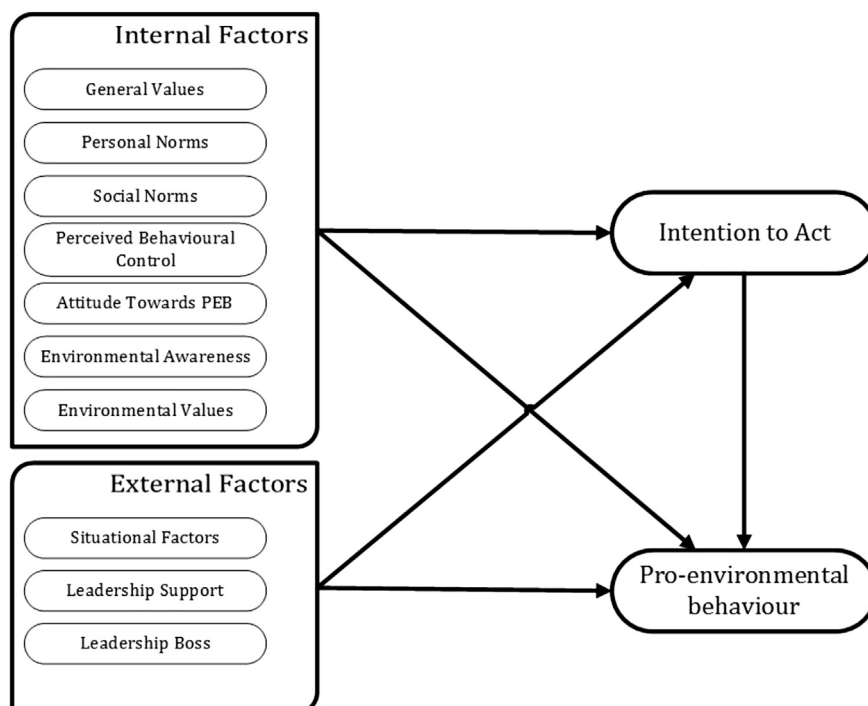 Internal Factors
General Values
Personal Norms
Social Norms
Perceived Behavioural
Control
Attitude Towards PEB
Environmental Awareness
Environmental Values
External Factors
Situational Factors
Leadership Support
Leadership Boss
Intention to Act
Pro-environmental
behaviour